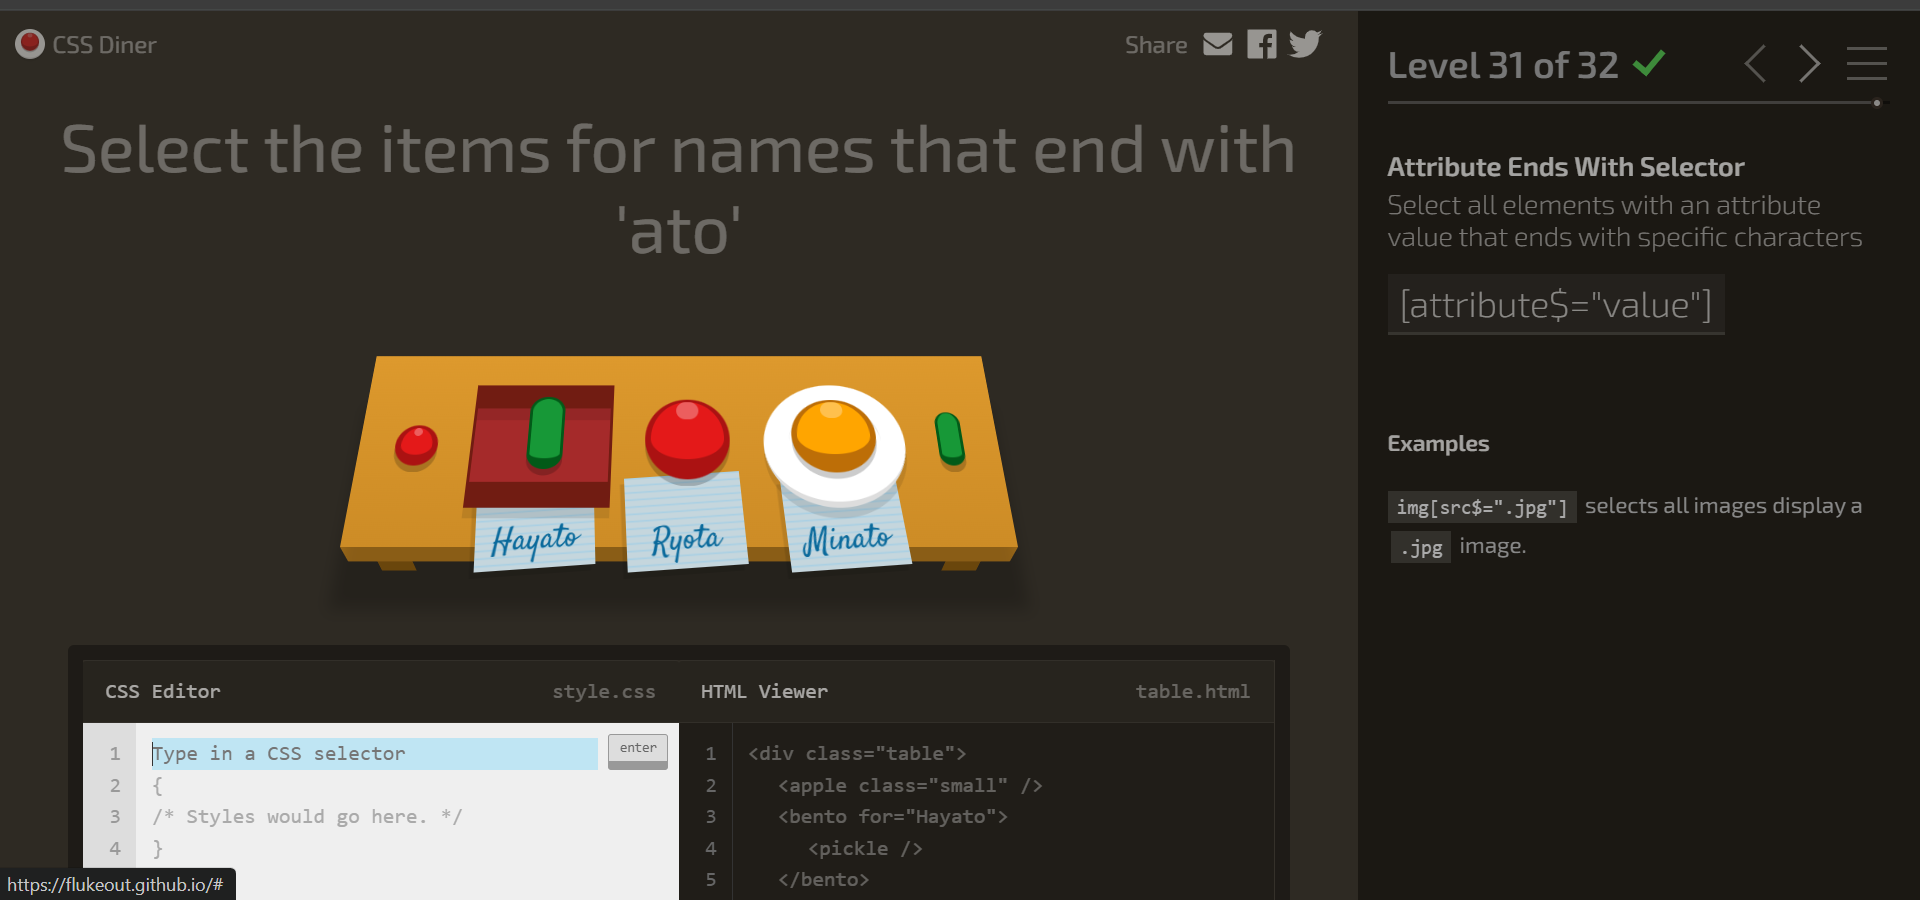 CSS Diner
Share
Level 31 of 32
Select the items for names that end with
'ato'
Attribute Ends With Selector
Select all elements with an attribute
value that ends with specific characters
[attribute$="value"]
Examples
img[src$=".jpg"] selects all images display a
.jpg image.
Hayato
Ryota
Minato
CSS Editor
style.css
1 Type in a CSS selector
enter
2 {
3 /* Styles would go here. */
4 }
HTML Viewer
table.html
1 <div class="table">
2 <apple class="small" />
3 <bento for="Hayato">
4 <pickle />
5 </bento>
https://flukeout.github.io/#